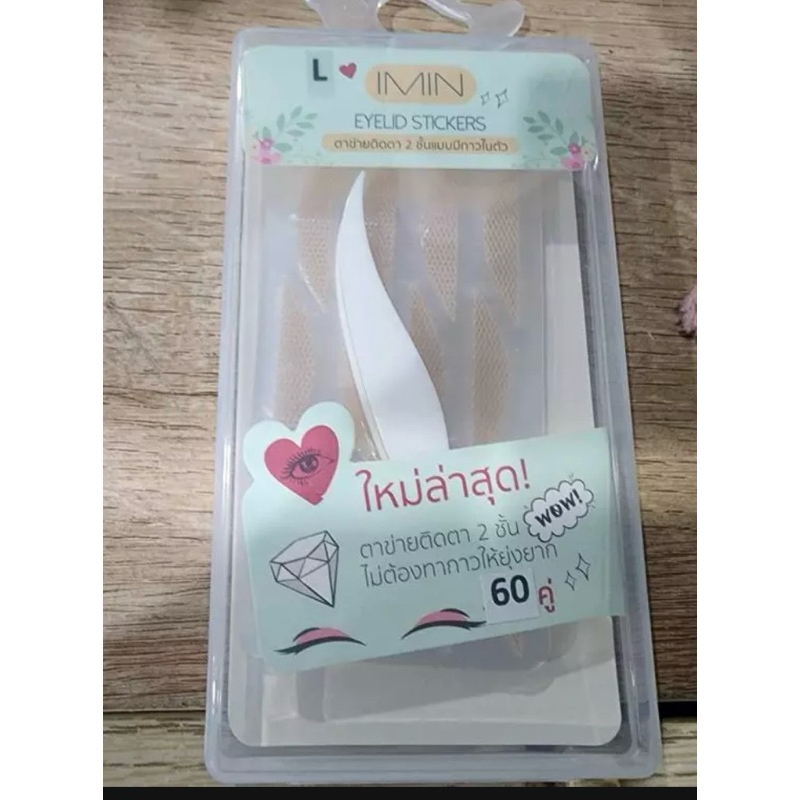 L
IMIN
EYELID STICKERS
ตาข่ายติดตา 2 ชั้นแบบมีกาวในตัว
ใหม่ล่าสุด!
ตาข่ายติดตา 2 ชั้น
WOW!
ไม่ต้องทากาวให้ยุ่งยาก
60 คู่